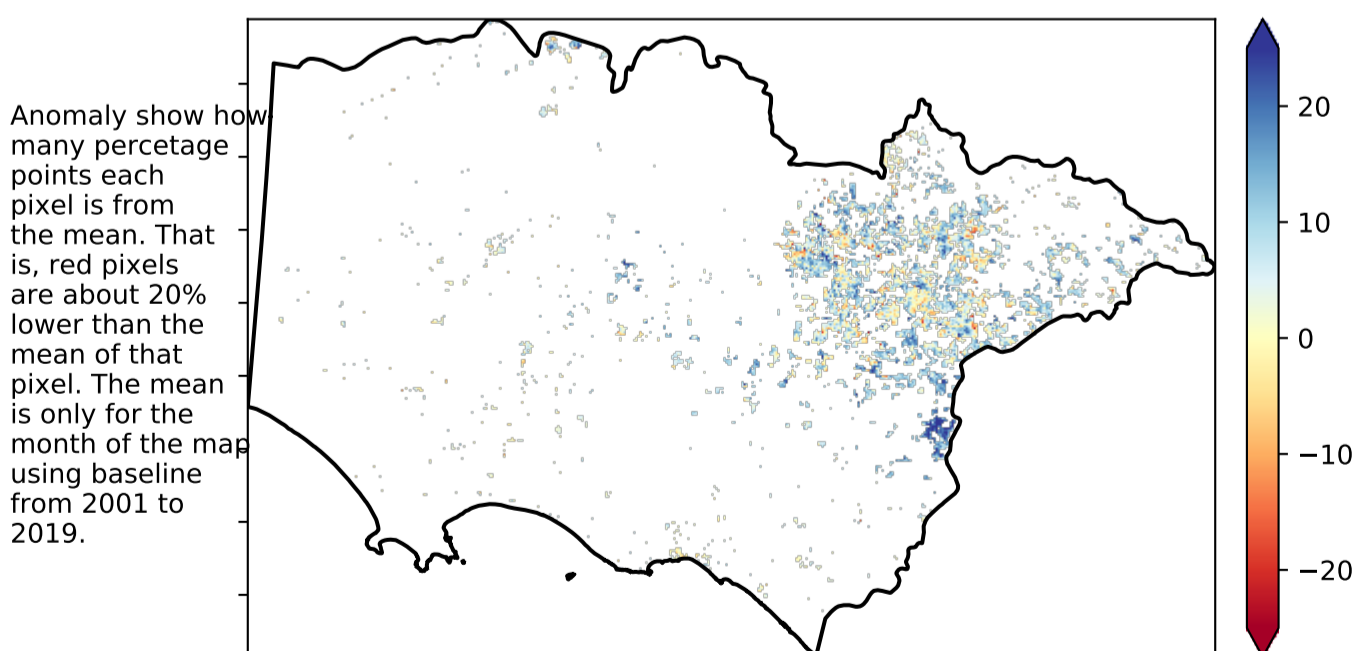 Anomaly show how
many percetage
points each
pixel is from
the mean. That
is, red pixels
are about 20%
lower than the
mean of that
pixel. The mean
is only for the
month of the map
using baseline
from 2001 to
2019.
20
10
0
−10
−20